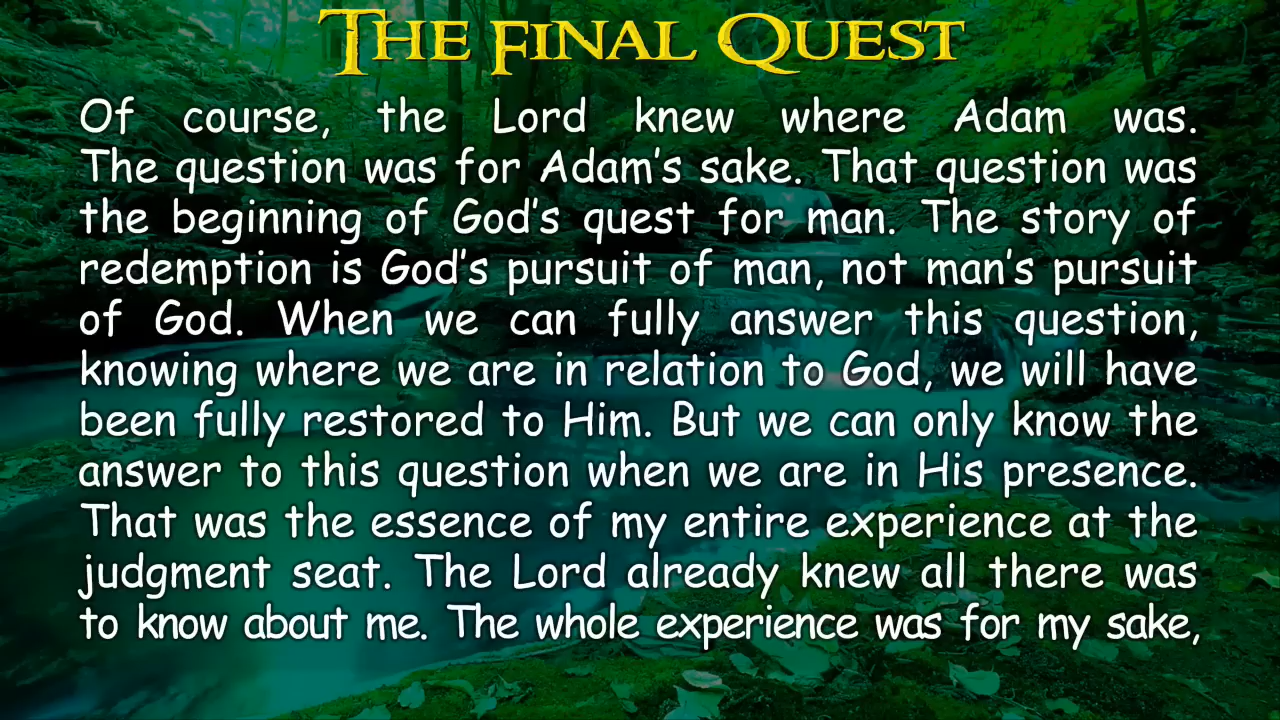 The Final Quest
Of course, the Lord knew where Adam was.
The question was for Adam's sake. That question was
the beginning of God's quest for man. The story of
redemption is God's pursuit of man, not man's pursuit
of God. When we can fully answer this question,
knowing where we are in relation to God, we will have
been fully restored to Him. But we can only know the
answer to this question when we are in His presence.
That was the essence of my entire experience at the
judgment seat. The Lord already knew all there was
to know about me. The whole experience was for my sake,